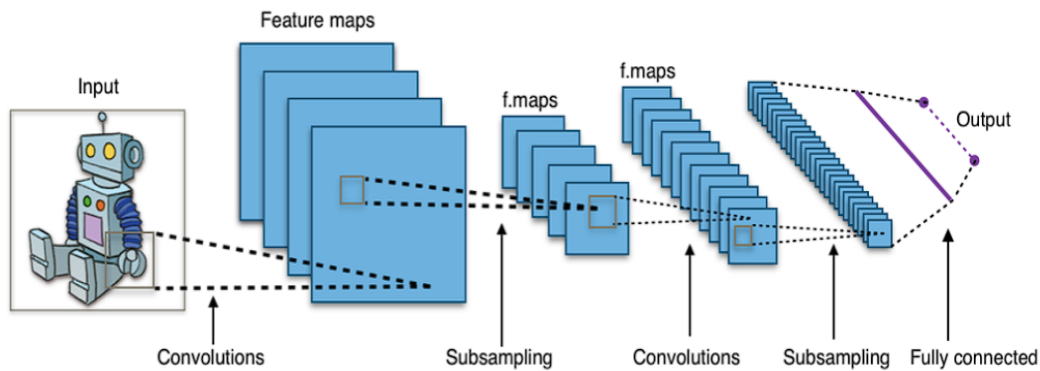 Feature maps
f.maps
Input
f.maps
Output
Convolutions
Subsampling
Convolutions
Subsampling
Fully connected